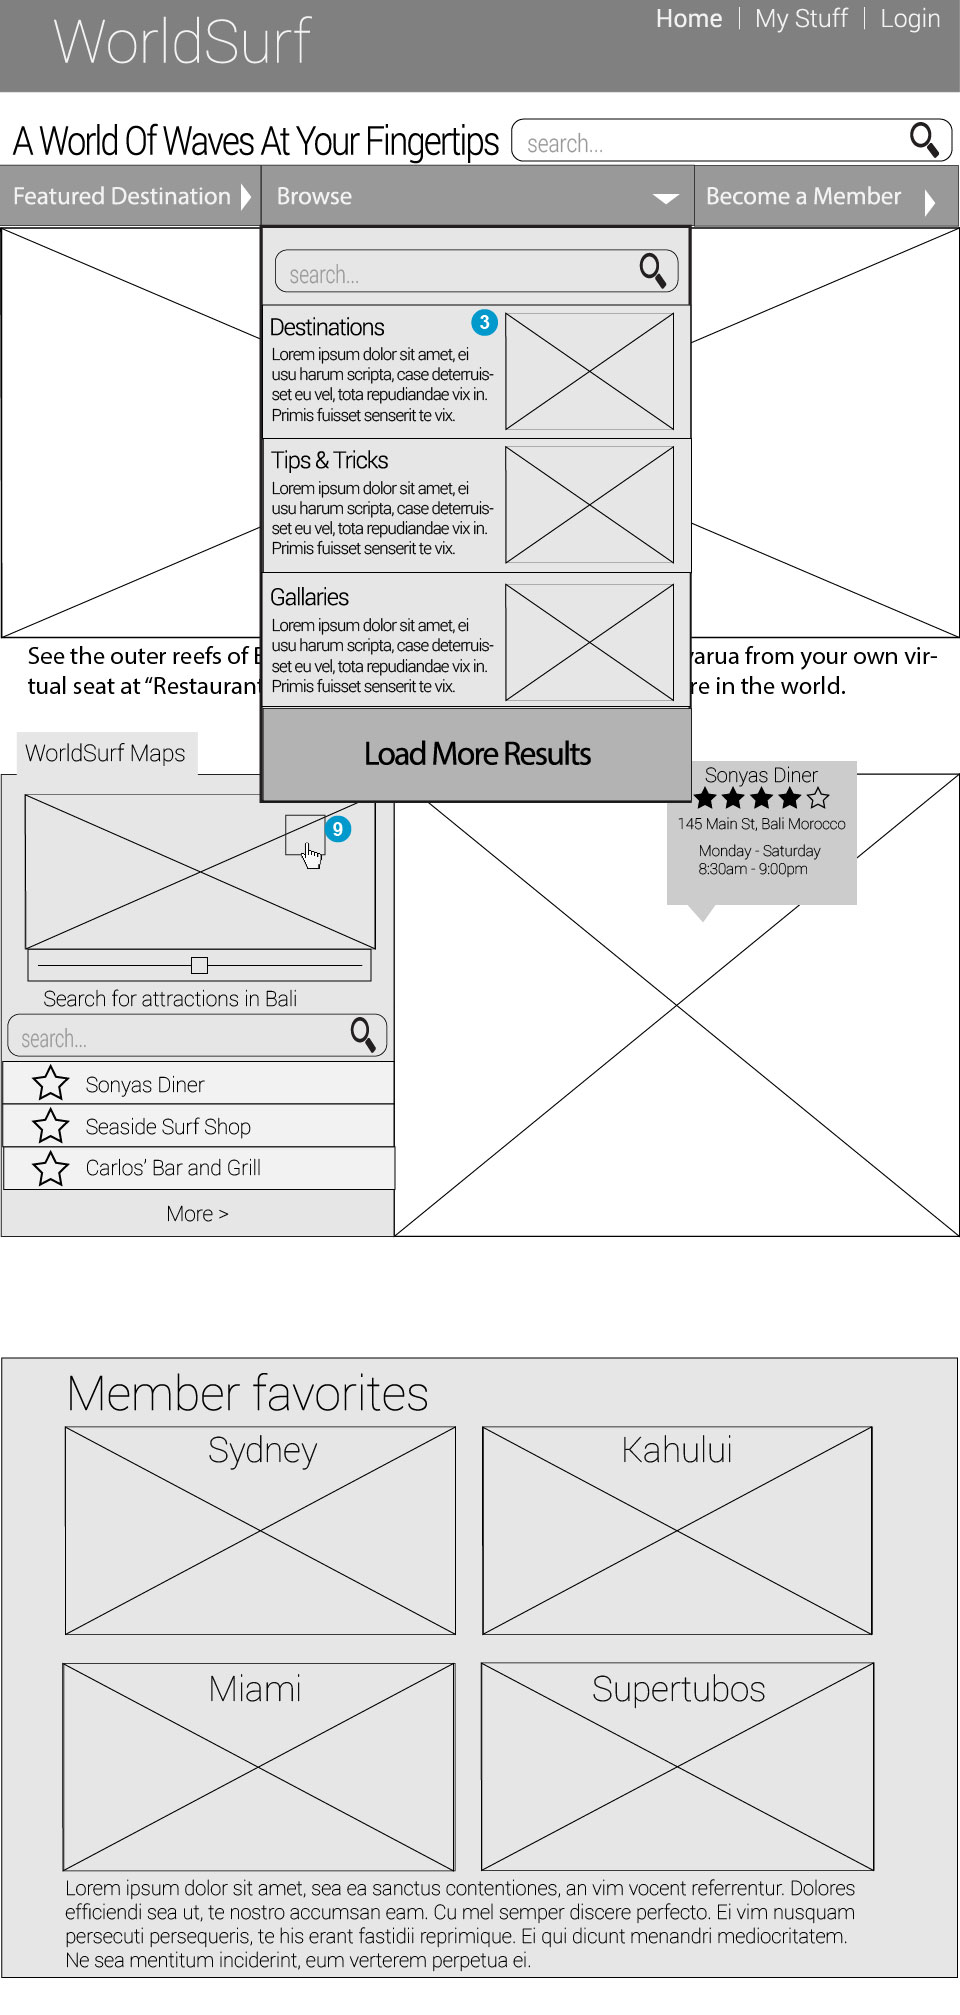 WorldSurf
Home | My Stuff | Login
A World Of Waves At Your Fingertips
search...
Featured Destination
Browse
Become a Member
search...
Destinations
3
Lorem ipsum dolor sit amet, ei
usu harum scripta, case deterruis-
set eu vel, tota repudiandae vix in.
Primis fuisset senserit te vix.
Tips & Tricks
Lorem ipsum dolor sit amet, ei
usu harum scripta, case deterruis-
set eu vel, tota repudiandae vix in.
Primis fuisset senserit te vix.
Gallaries
Lorem ipsum dolor sit amet, ei
usu harum scripta, case deterruis-
set eu vel, tota repudiandae vix in.
Primis fuisset senserit te vix.
Load More Results
See the outer reefs of
varua from your own vir-
tual seat at “Restaurant
re in the world.
WorldSurf Maps
9
Search for attractions in Bali
search...
Sonyas Diner
Seaside Surf Shop
Carlos’ Bar and Grill
More >
Sonyas Diner
145 Main St, Bali Morocco
Monday - Saturday
8:30am - 9:00pm
Member favorites
Sydney
Kahului
Miami
Supertubos
Lorem ipsum dolor sit amet, sea ea sanctus contentiones, an vim vocent referrentur. Dolores
efficiendi sea ut, te nostro accumsan eam. Cu mel semper discere perfecto. Ei vim nusquam
persecuti persequeris, te his erant fastidii reprimique. Ei qui dicunt menandri mediocritatem.
Ne sea mentitum inciderint, eum verterem perpetua ei.